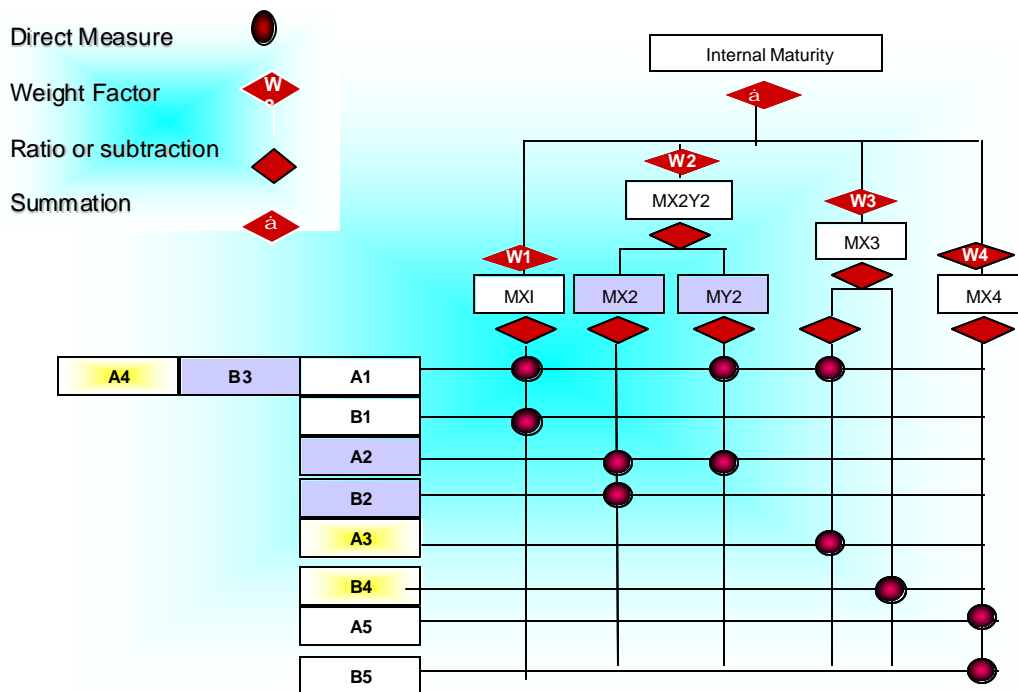 Direct Measure
Weight Factor
W
Ratio or subtraction
Summation
ȧ
Internal Maturity
ȧ
W2
MX2Y2
W3
MX3
W1
W4
MXI
MX2
MY2
MX4
A4
B3
A1
B1
A2
B2
A3
B4
A5
B5